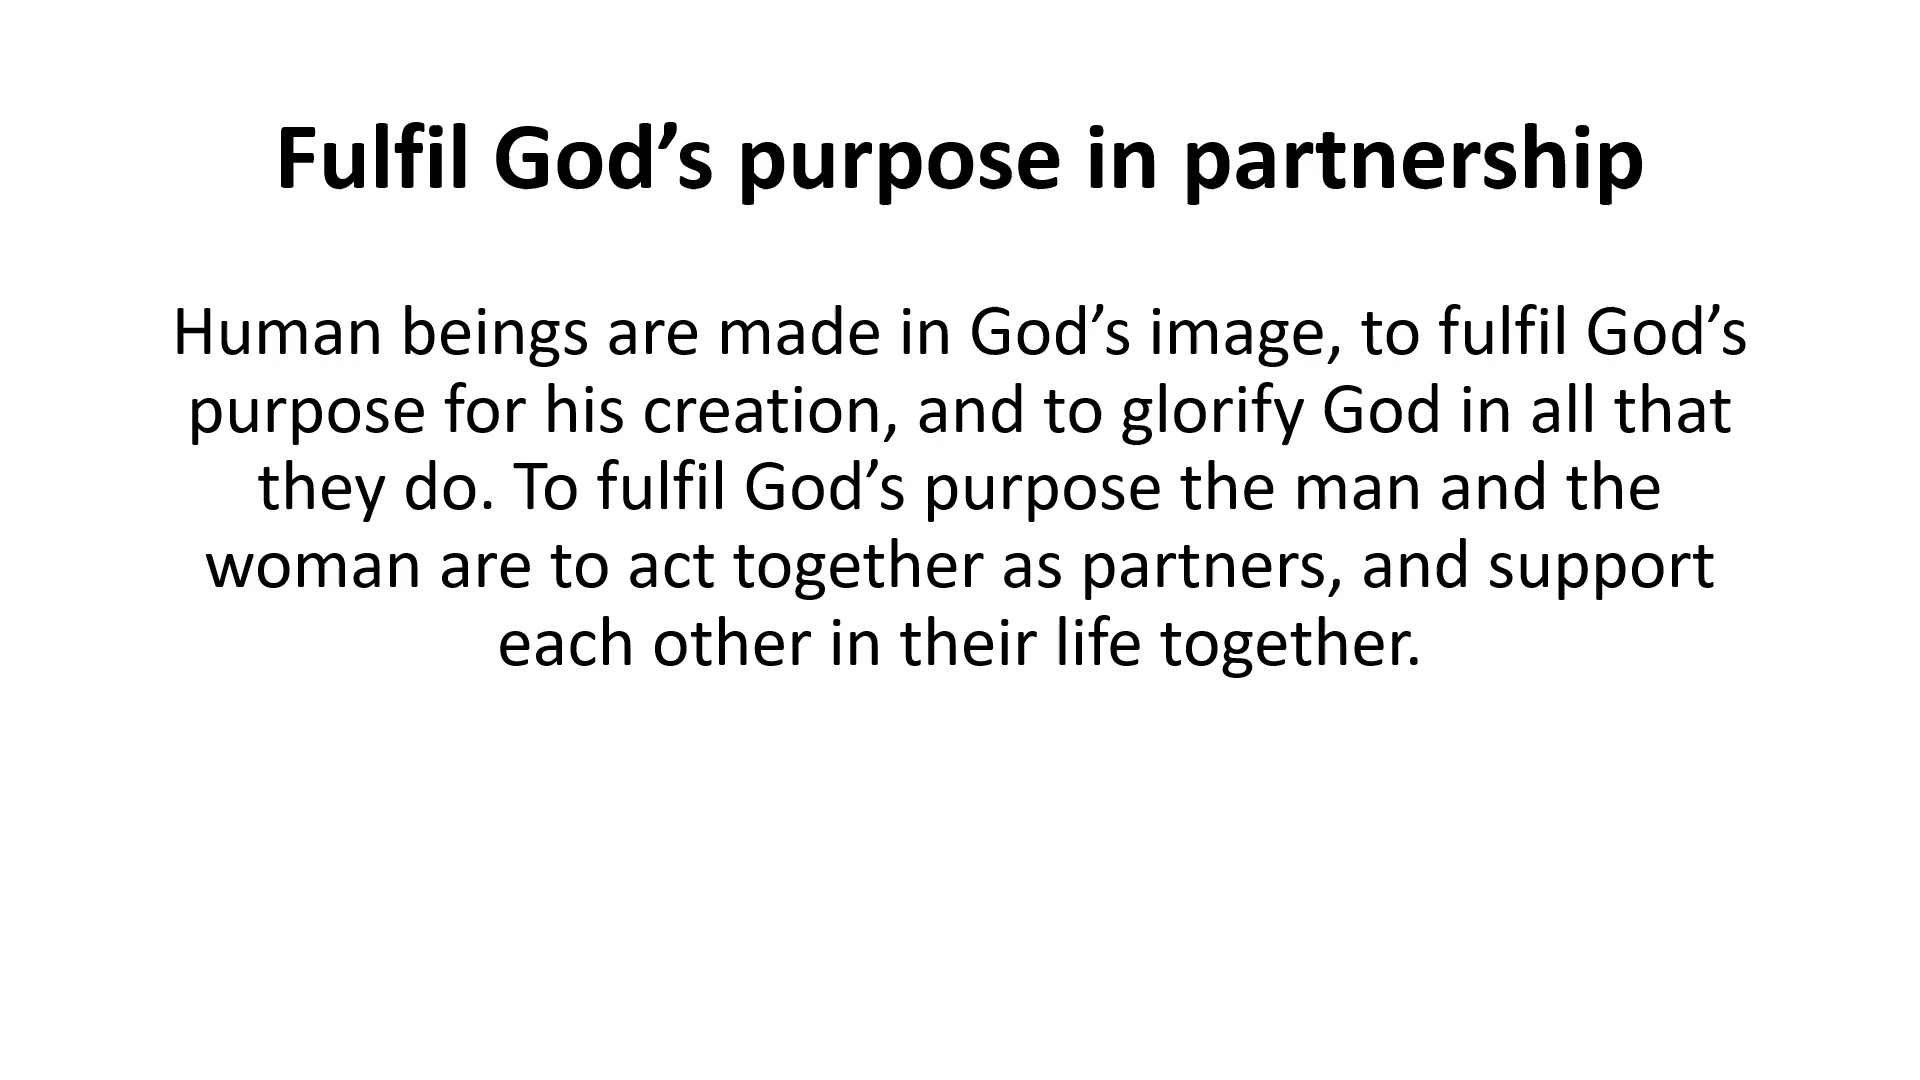 Fulfil God’s purpose in partnership
Human beings are made in God’s image, to fulfil God’s
purpose for his creation, and to glorify God in all that
they do. To fulfil God’s purpose the man and the
woman are to act together as partners, and support
each other in their life together.